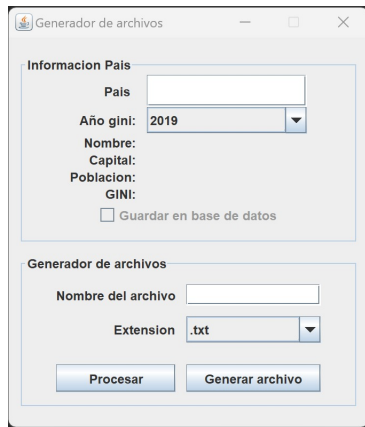 Generador de archivos
Informacion Pais
Pais
Año gini: 2019
Nombre:
Capital:
Poblacion:
GINI:
Guardar en base de datos
Generador de archivos
Nombre del archivo
Extension .txt
Procesar Generar archivo